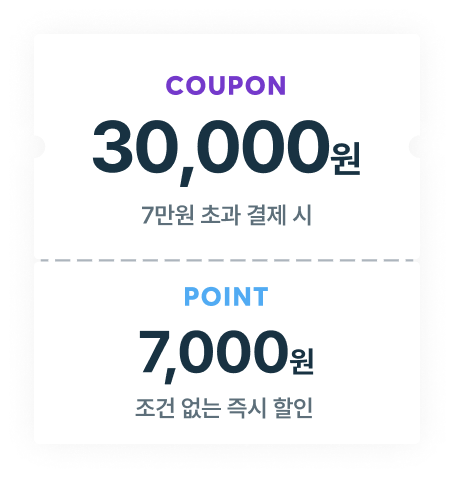 COUPON
30,000원
7만원 초과 결제 시
POINT
7,000원
조건 없는 즉시 할인